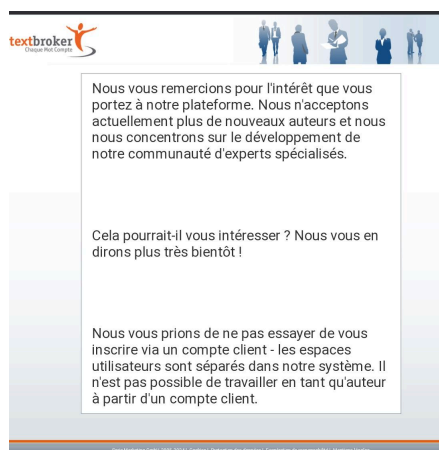 textbroker
Chaque Mot Compte
Nous vous remercions pour l'intérêt que vous
portez à notre plateforme. Nous n'acceptons
actuellement plus de nouveaux auteurs et nous
nous concentrons sur le développement de
notre communauté d'experts spécialisés.
Cela pourrait-il vous intéresser ? Nous vous en
dirons plus très bientôt !
Nous vous prions de ne pas essayer de vous
inscrire via un compte client - les espaces
utilisateurs sont séparés dans notre système. Il
n'est pas possible de travailler en tant qu'auteur
à partir d'un compte client.